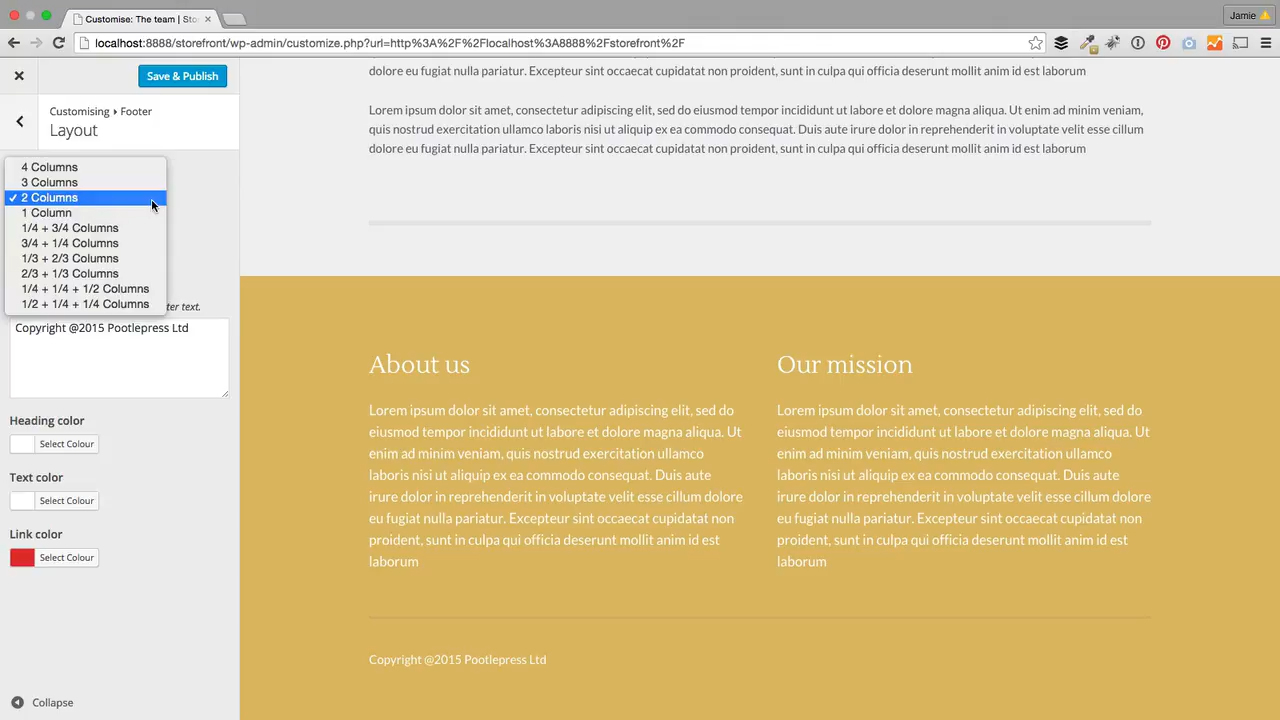 Customise: The team | Sto
Jamie
localhost:8888/storefront/wp-admin/customize.php?url=http%3A%2F%2Flocalhost%3A8888%2Fstorefront%2F
Save & Publish
Customising ▸ Footer
Layout
4 Columns
3 Columns
✓ 2 Columns
1 Column
1/4 + 3/4 Columns
3/4 + 1/4 Columns
1/3 + 2/3 Columns
2/3 + 1/3 Columns
1/4 + 1/4 + 1/2 Columns
1/2 + 1/4 + 1/4 Columns
ter text.
Copyright @2015 Pootlepress Ltd
Heading color
Select Colour
Text color
Select Colour
Link color
Select Colour
Collapse
dolore eu fugiat nulla pariatur. Excepteur sint occaecat cupidatat non proident, sunt in culpa qui officia deserunt mollit anim id est laborum
Lorem ipsum dolor sit amet, consectetur adipiscing elit, sed do eiusmod tempor incididunt ut labore et dolore magna aliqua. Ut enim ad minim veniam,
quis nostrud exercitation ullamco laboris nisi ut aliquip ex ea commodo consequat. Duis aute irure dolor in reprehenderit in voluptate velit esse cillum
dolore eu fugiat nulla pariatur. Excepteur sint occaecat cupidatat non proident, sunt in culpa qui officia deserunt mollit anim id est laborum
About us
Lorem ipsum dolor sit amet, consectetur adipiscing elit, sed do
eiusmod tempor incididunt ut labore et dolore magna aliqua. Ut
enim ad minim veniam, quis nostrud exercitation ullamco
laboris nisi ut aliquip ex ea commodo consequat. Duis aute
irure dolor in reprehenderit in voluptate velit esse cillum dolore
eu fugiat nulla pariatur. Excepteur sint occaecat cupidatat non
proident, sunt in culpa qui officia deserunt mollit anim id est
laborum
Our mission
Lorem ipsum dolor sit amet, consectetur adipiscing elit, sed do
eiusmod tempor incididunt ut labore et dolore magna aliqua. Ut
enim ad minim veniam, quis nostrud exercitation ullamco
laboris nisi ut aliquip ex ea commodo consequat. Duis aute
irure dolor in reprehenderit in voluptate velit esse cillum dolore
eu fugiat nulla pariatur. Excepteur sint occaecat cupidatat non
proident, sunt in culpa qui officia deserunt mollit anim id est
laborum
Copyright @2015 Pootlepress Ltd